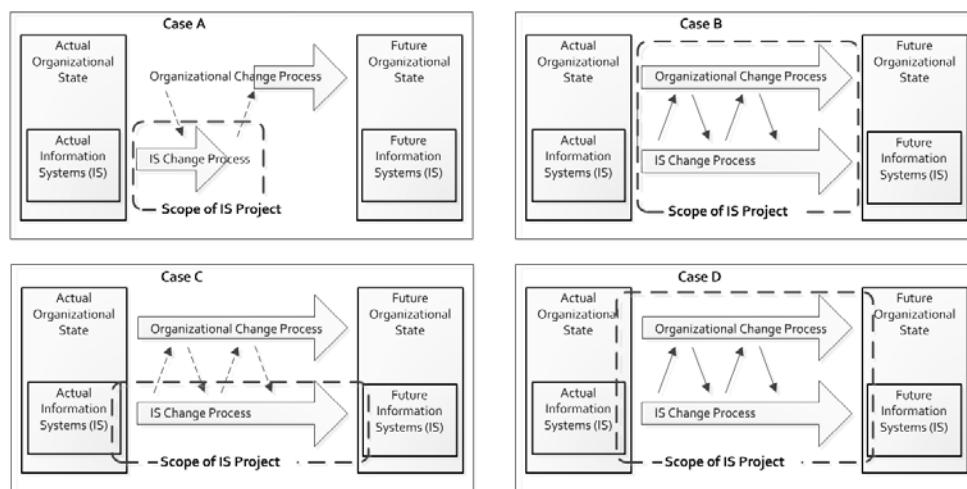 Case A
Actual
Organizational
State
Organizational Change Process
Future
Organizational
State
Actual
Information
Systems (IS)
IS Change Process
Future
Information
Systems (IS)
Scope of IS Project
Case B
Actual
Organizational
State
Organizational Change Process
Future
Organizational
State
Actual
Information
Systems (IS)
IS Change Process
Future
Information
Systems (IS)
Scope of IS Project
Case C
Actual
Organizational
State
Organizational Change Process
Future
Organizational
State
Actual
Information
Systems (IS)
IS Change Process
Future
Information
Systems (IS)
Scope of IS Project
Case D
Actual
Organizational
State
Organizational Change Process
Future
Organizational
State
Actual
Information
Systems (IS)
IS Change Process
Future
Information
Systems (IS)
Scope of IS Project